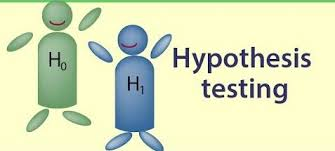 H₀
H₁
Hypothesis
testing